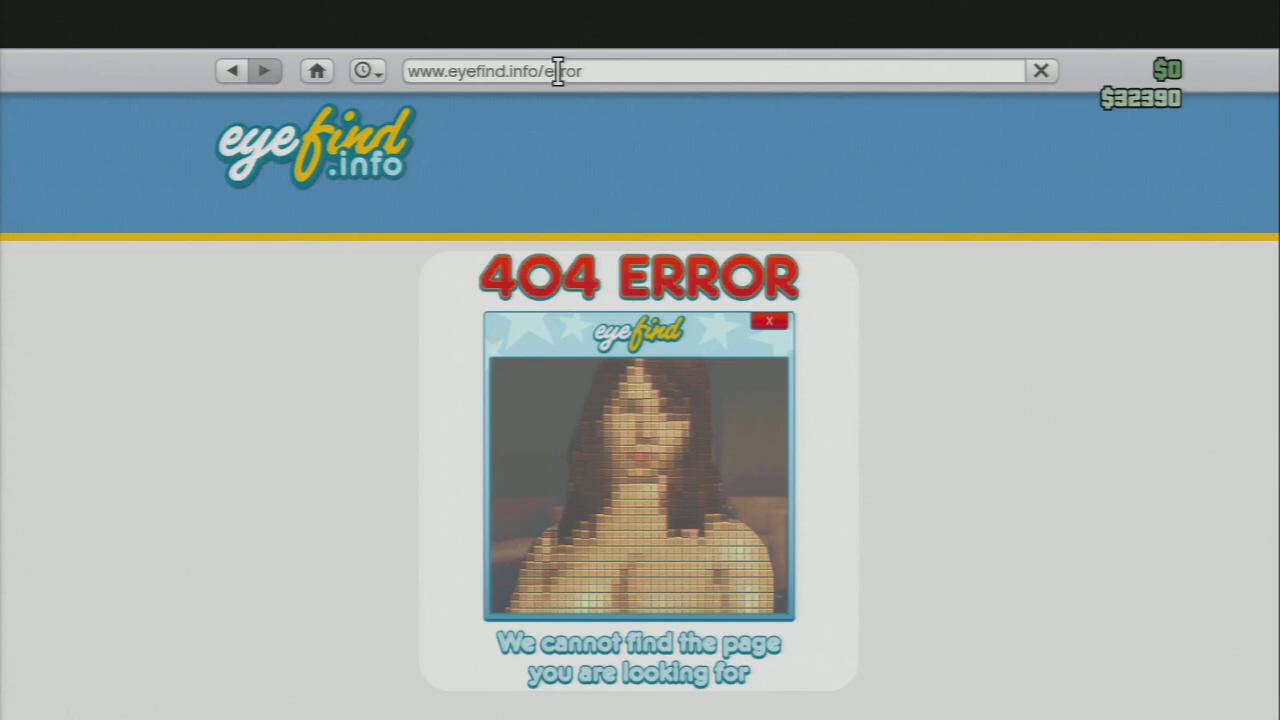 www.eyefind.info/error
$0
$32390
eyefind
.info
404 ERROR
eyefind
x
We cannot find the page
you are looking for